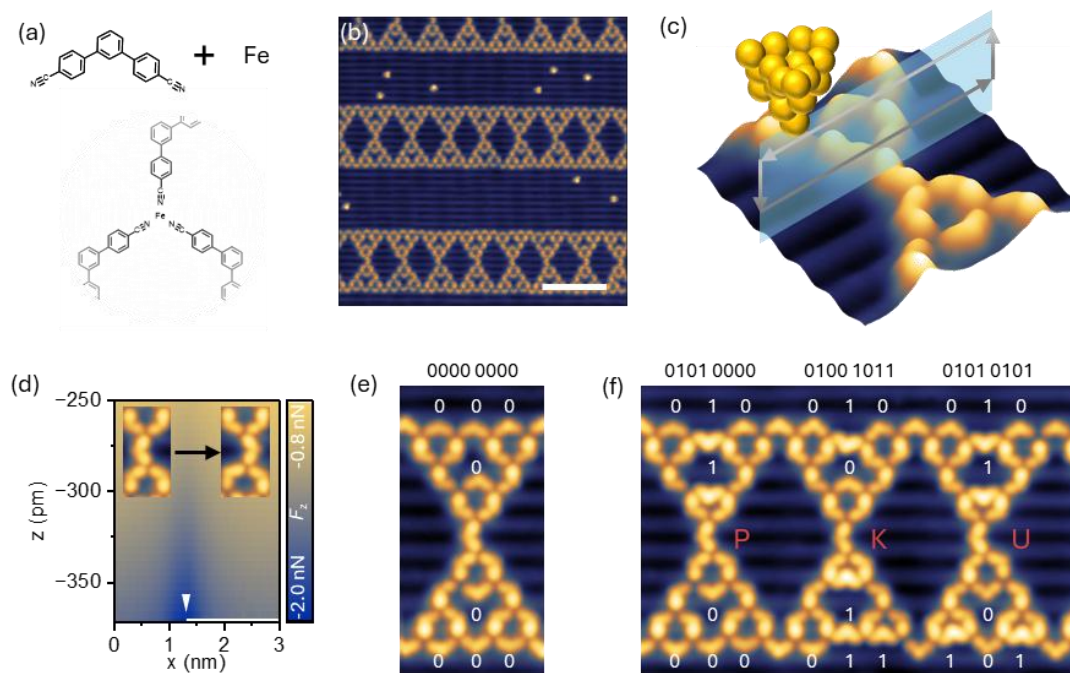 (a)
N C + Fe
C N
C
N
Fe
N C N C
(b)
(c)
(d)
-250
-300
-350
z (pm)
0 1 2 3
x (nm)
-0.8 nN
F z
-2.0 nN
(e)
0000 0000
0 0 0
0
0
0 0 0
(f)
0101 0000 0100 1011 0101 0101
0 1 0 0 1 0 0 1 0
1 0 1
P K U
0 1 0
0 0 0 0 1 1 1 0 1